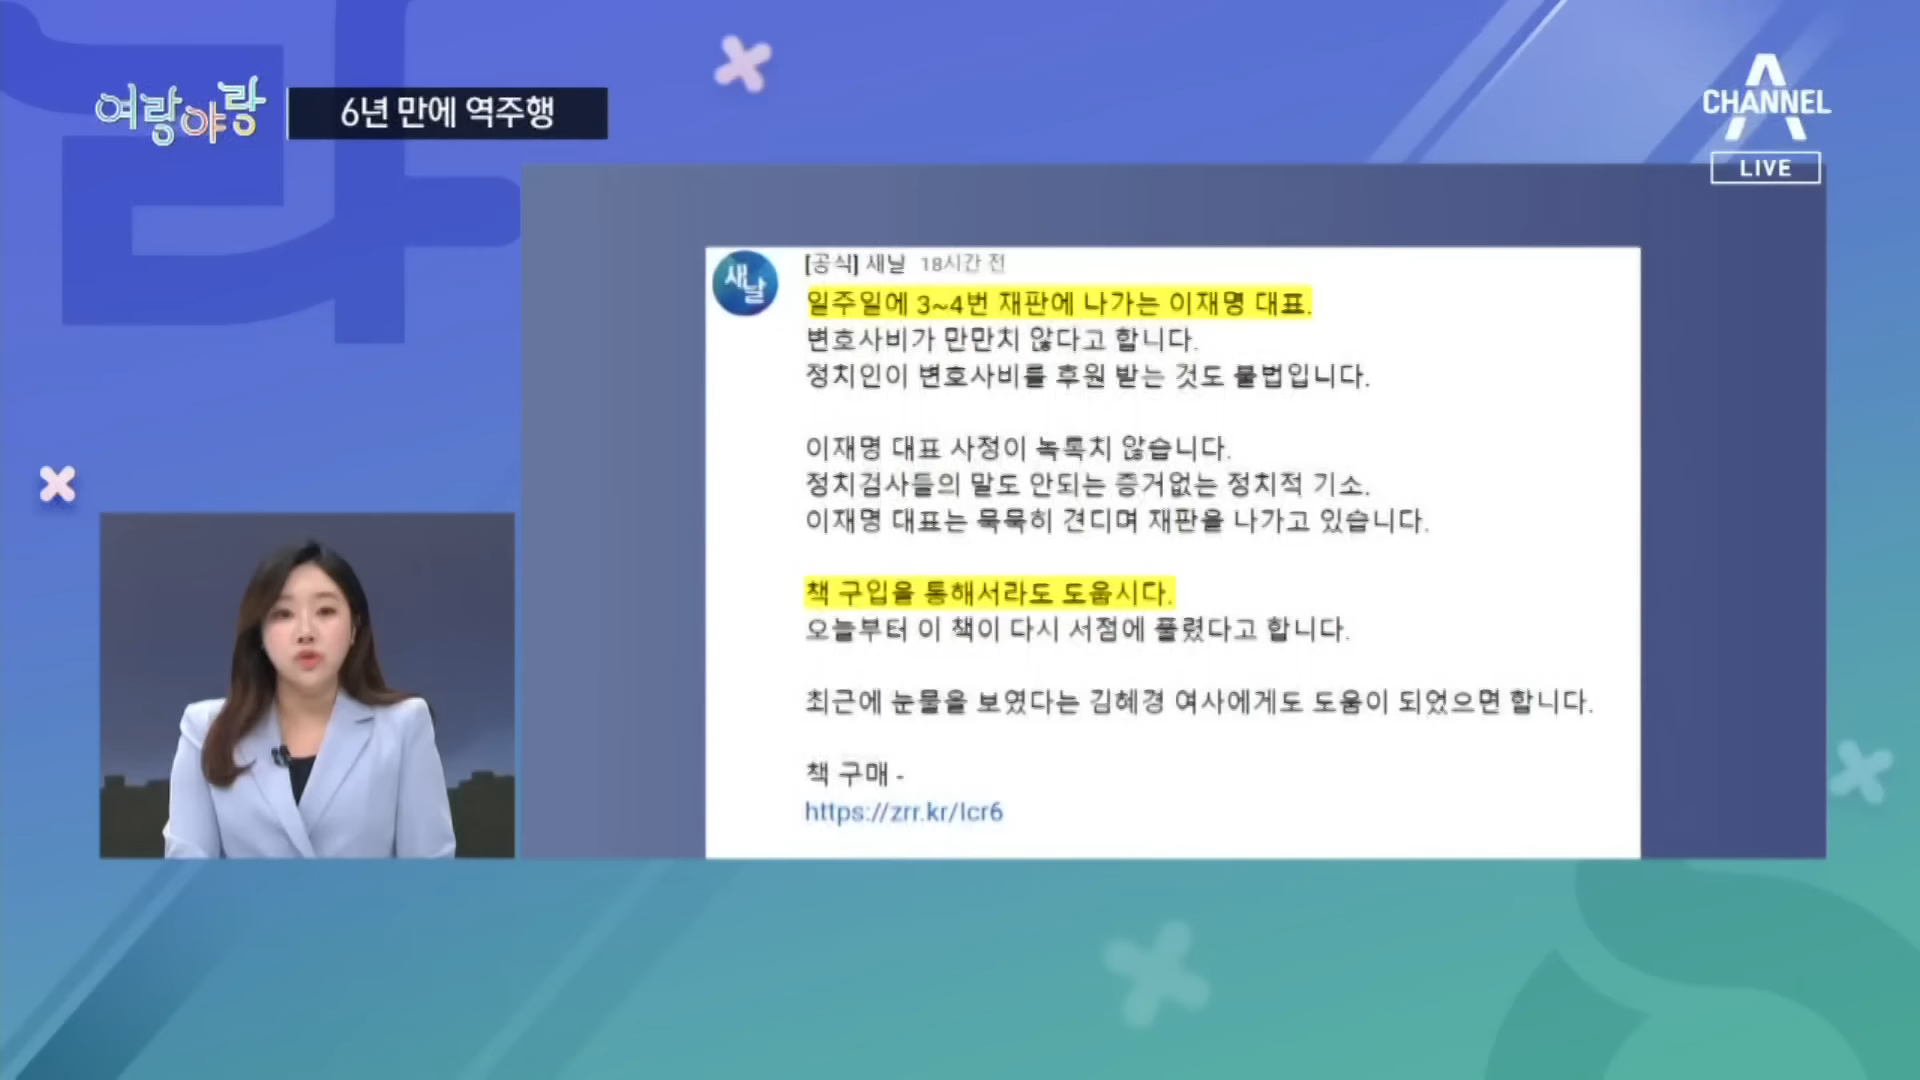 여랑야랑
6년 만에 역주행
CHANNEL A
LIVE
새날
[공식] 새날 18시간 전
일주일에 3~4번 재판에 나가는 이재명 대표.
변호사비가 만만치 않다고 합니다.
정치인이 변호사비를 후원 받는 것도 불법입니다.
이재명 대표 사정이 녹록치 않습니다.
정치검사들의 말도 안되는 증거없는 정치적 기소.
이재명 대표는 묵묵히 견디며 재판을 나가고 있습니다.
책 구입을 통해서라도 도웁시다.
오늘부터 이 책이 다시 서점에 풀렸다고 합니다.
최근에 눈물을 보였다는 김혜경 여사에게도 도움이 되었으면 합니다.
책 구매 -
https://zrr.kr/lcr6